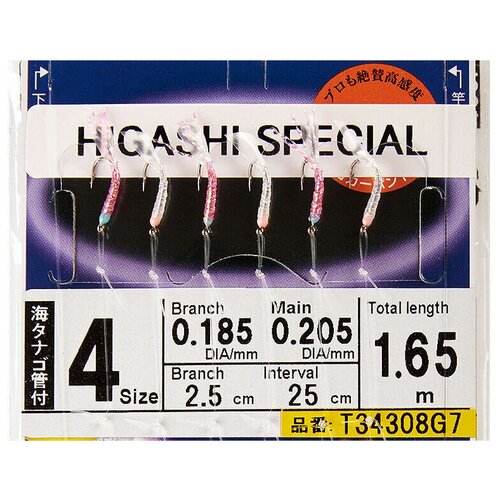 下
プロも絶賛高感度
竿
HIGASHI SPECIAL
海タナゴ管付
4 Size
Branch 0.185 DIA/mm
Main 0.205 DIA/mm
Total length 1.65 m
Branch 2.5 cm
Interval 25 cm
品番: T34308G7